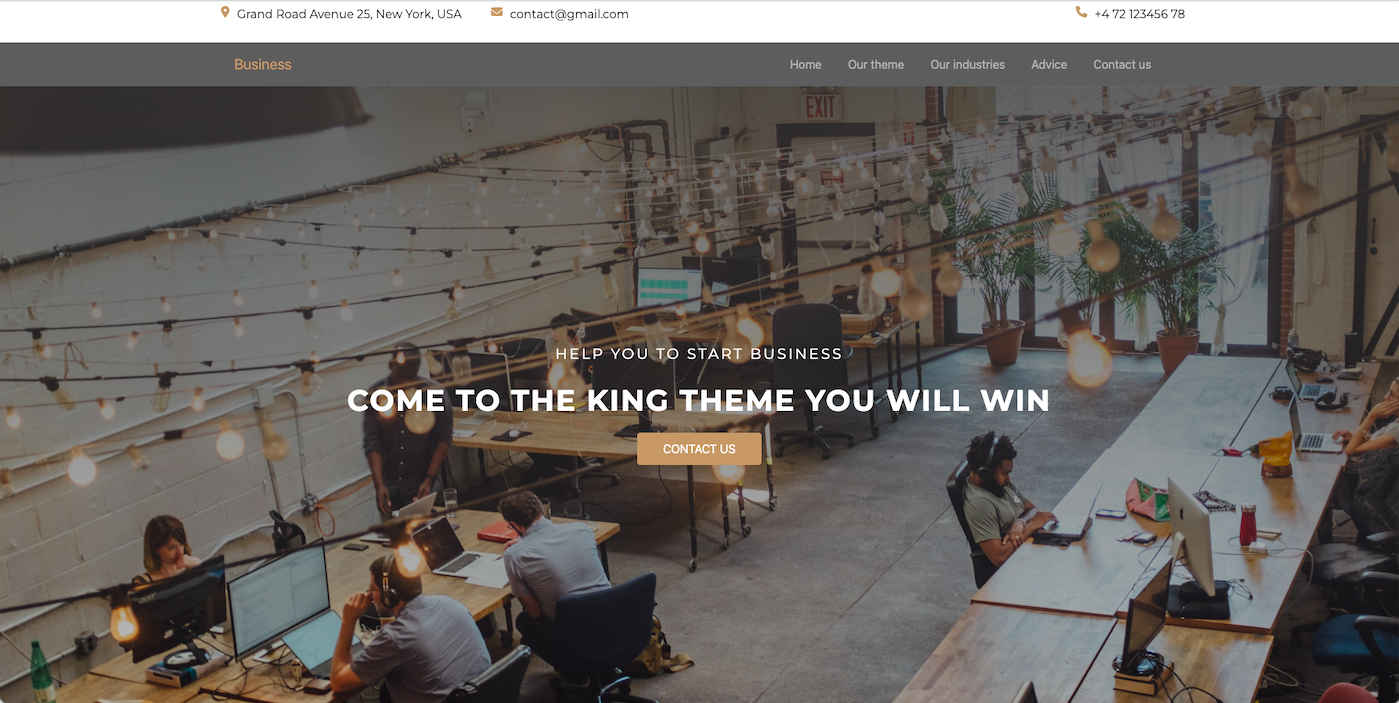 Grand Road Avenue 25, New York, USA contact@gmail.com +4 72 123456 78
Business Home Our theme Our industries Advice Contact us
EXIT
HELP YOU TO START BUSINESS
COME TO THE KING THEME YOU WILL WIN
CONTACT US